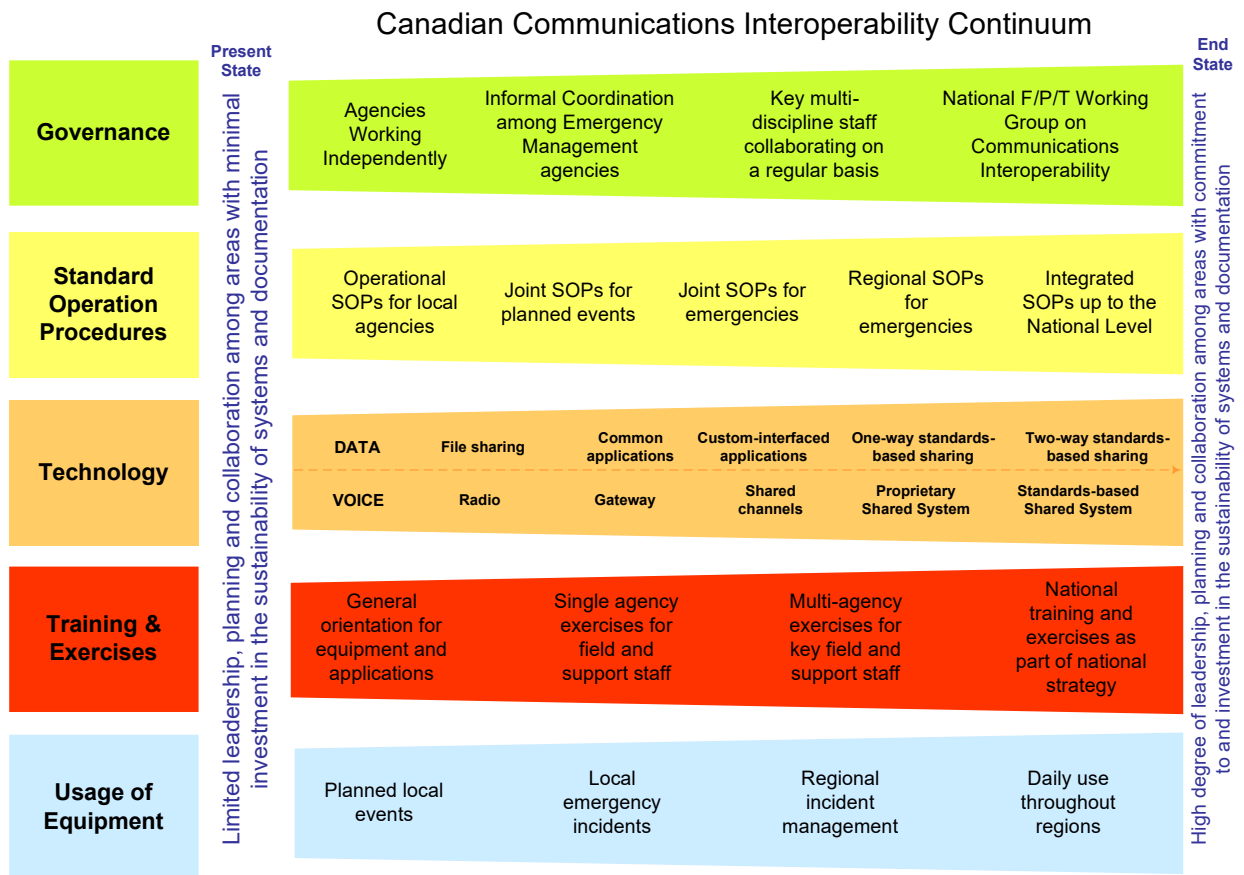 Canadian Communications Interoperability Continuum
Present
State
End
State
Limited leadership, planning and collaboration among areas with minimal
investment in the sustainability of systems and documentation
High degree of leadership, planning and collaboration among areas with commitment
to and investment in the sustainability of systems and documentation
Governance
Agencies
Working
Independently
Informal Coordination
among Emergency
Management
agencies
Key multi-
discipline staff
collaborating on
a regular basis
National F/P/T Working
Group on
Communications
Interoperability
Standard
Operation
Procedures
Operational
SOPs for local
agencies
Joint SOPs for
planned events
Joint SOPs for
emergencies
Regional SOPs
for
emergencies
Integrated
SOPs up to the
National Level
Technology
DATA
File sharing
Common
applications
Custom-interfaced
applications
One-way standards-
based sharing
Two-way standards-
based sharing
VOICE
Radio
Gateway
Shared
channels
Proprietary
Shared System
Standards-based
Shared System
Training &
Exercises
General
orientation for
equipment and
applications
Single agency
exercises for
field and
support staff
Multi-agency
exercises for
key field and
support staff
National
training and
exercises as
part of national
strategy
Usage of
Equipment
Planned local
events
Local
emergency
incidents
Regional
incident
management
Daily use
throughout
regions